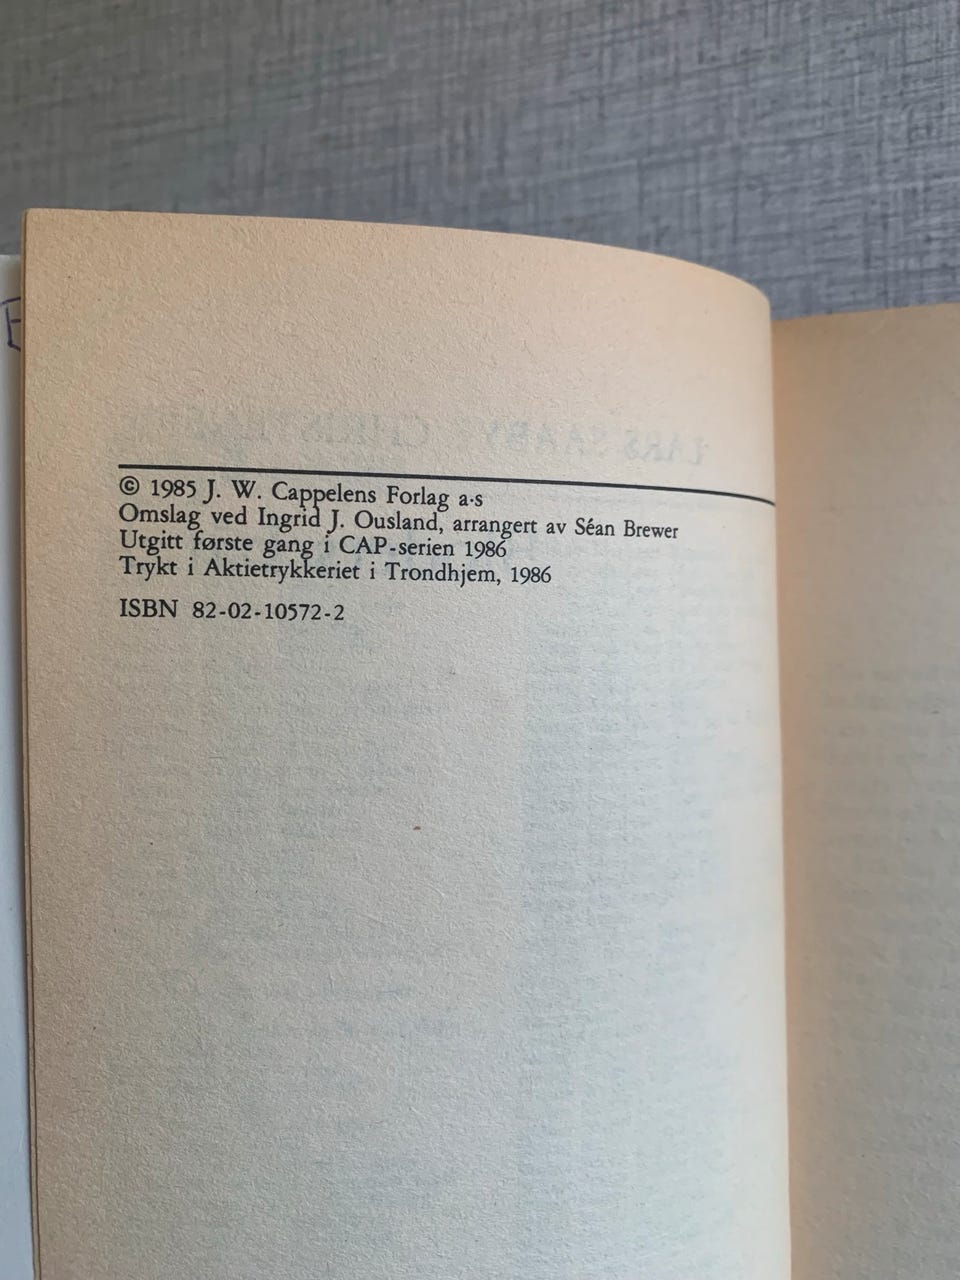 © 1985 J. W. Cappelens Forlag a·s
Omslag ved Ingrid J. Ousland, arrangert av Séan Brewer
Utgitt første gang i CAP-serien 1986
Trykt i Aktietrykkeriet i Trondhjem, 1986
ISBN 82-02-10572-2